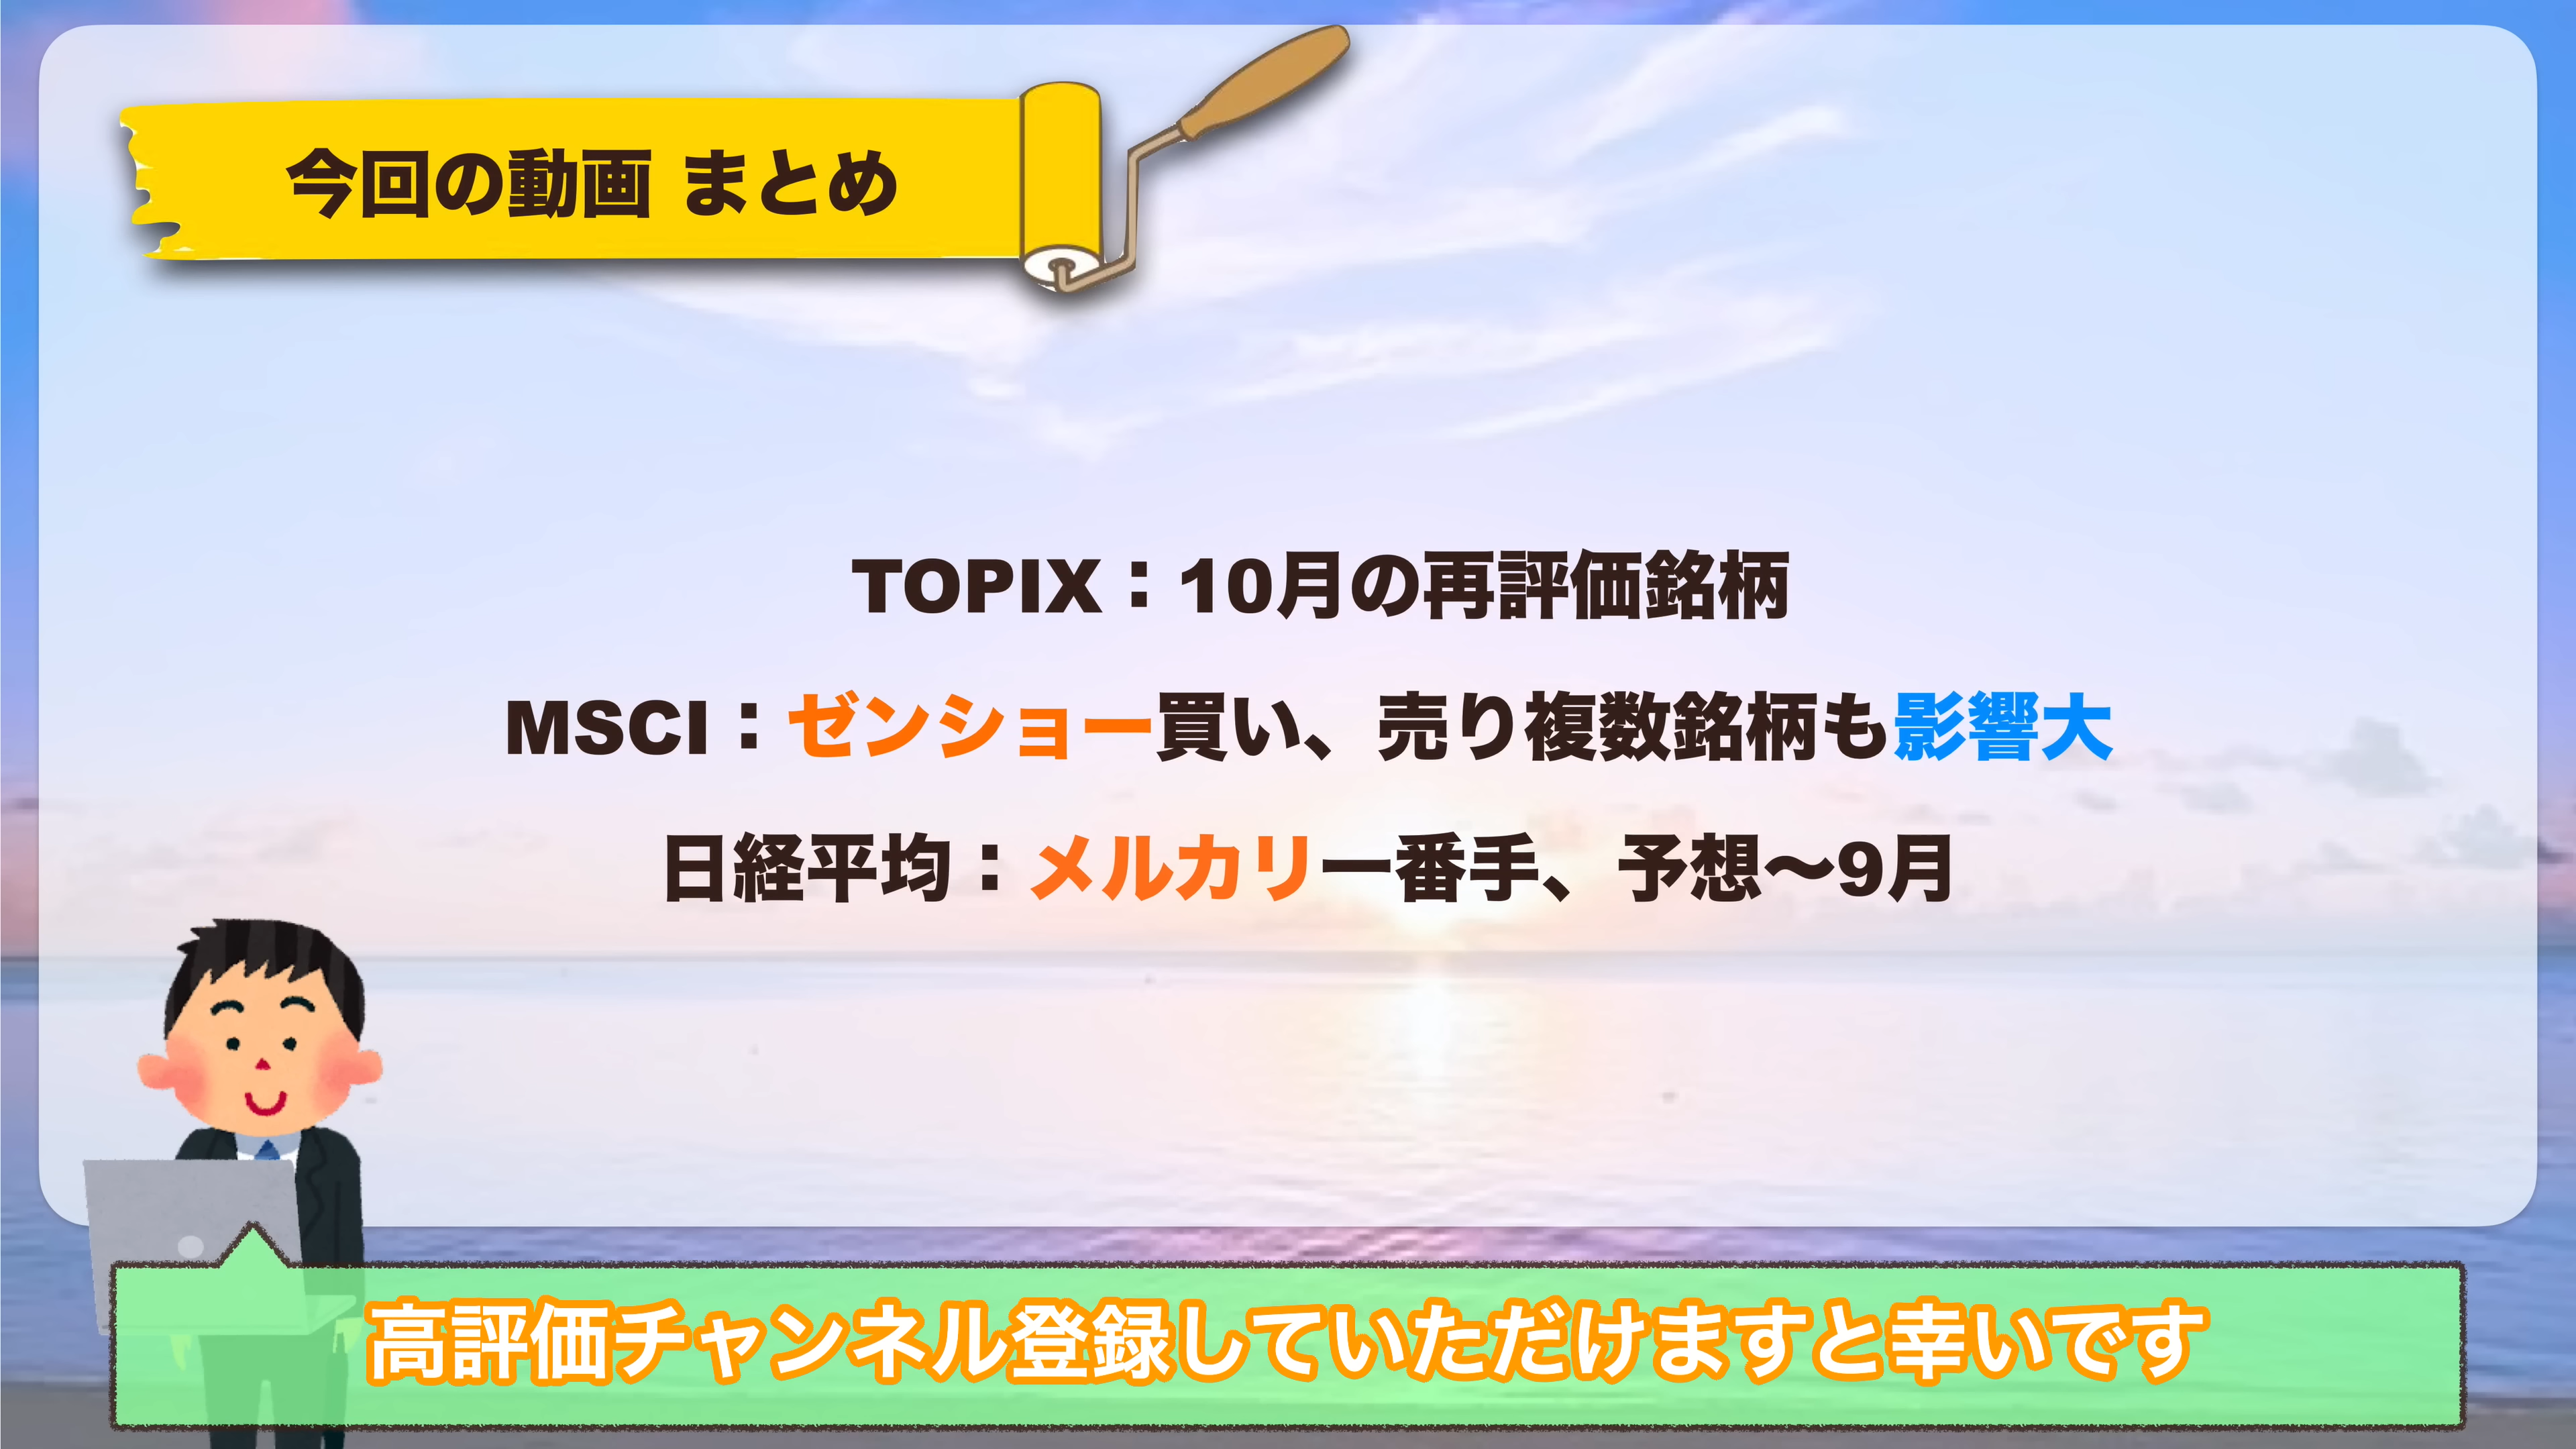 今回の動画 まとめ
TOPIX：10月の再評価銘柄
MSCI：ゼンショー買い、売り複数銘柄も影響大
日経平均：メルカリ一番手、予想〜9月
高評価チャンネル登録していただけますと幸いです